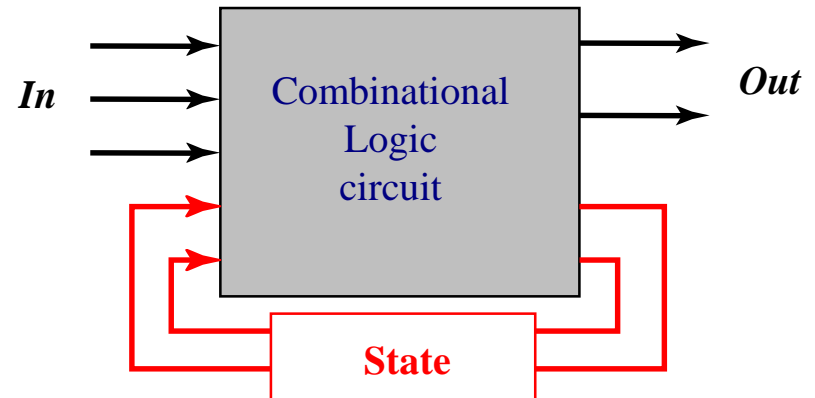 In
Combinational
Logic
circuit
Out
State